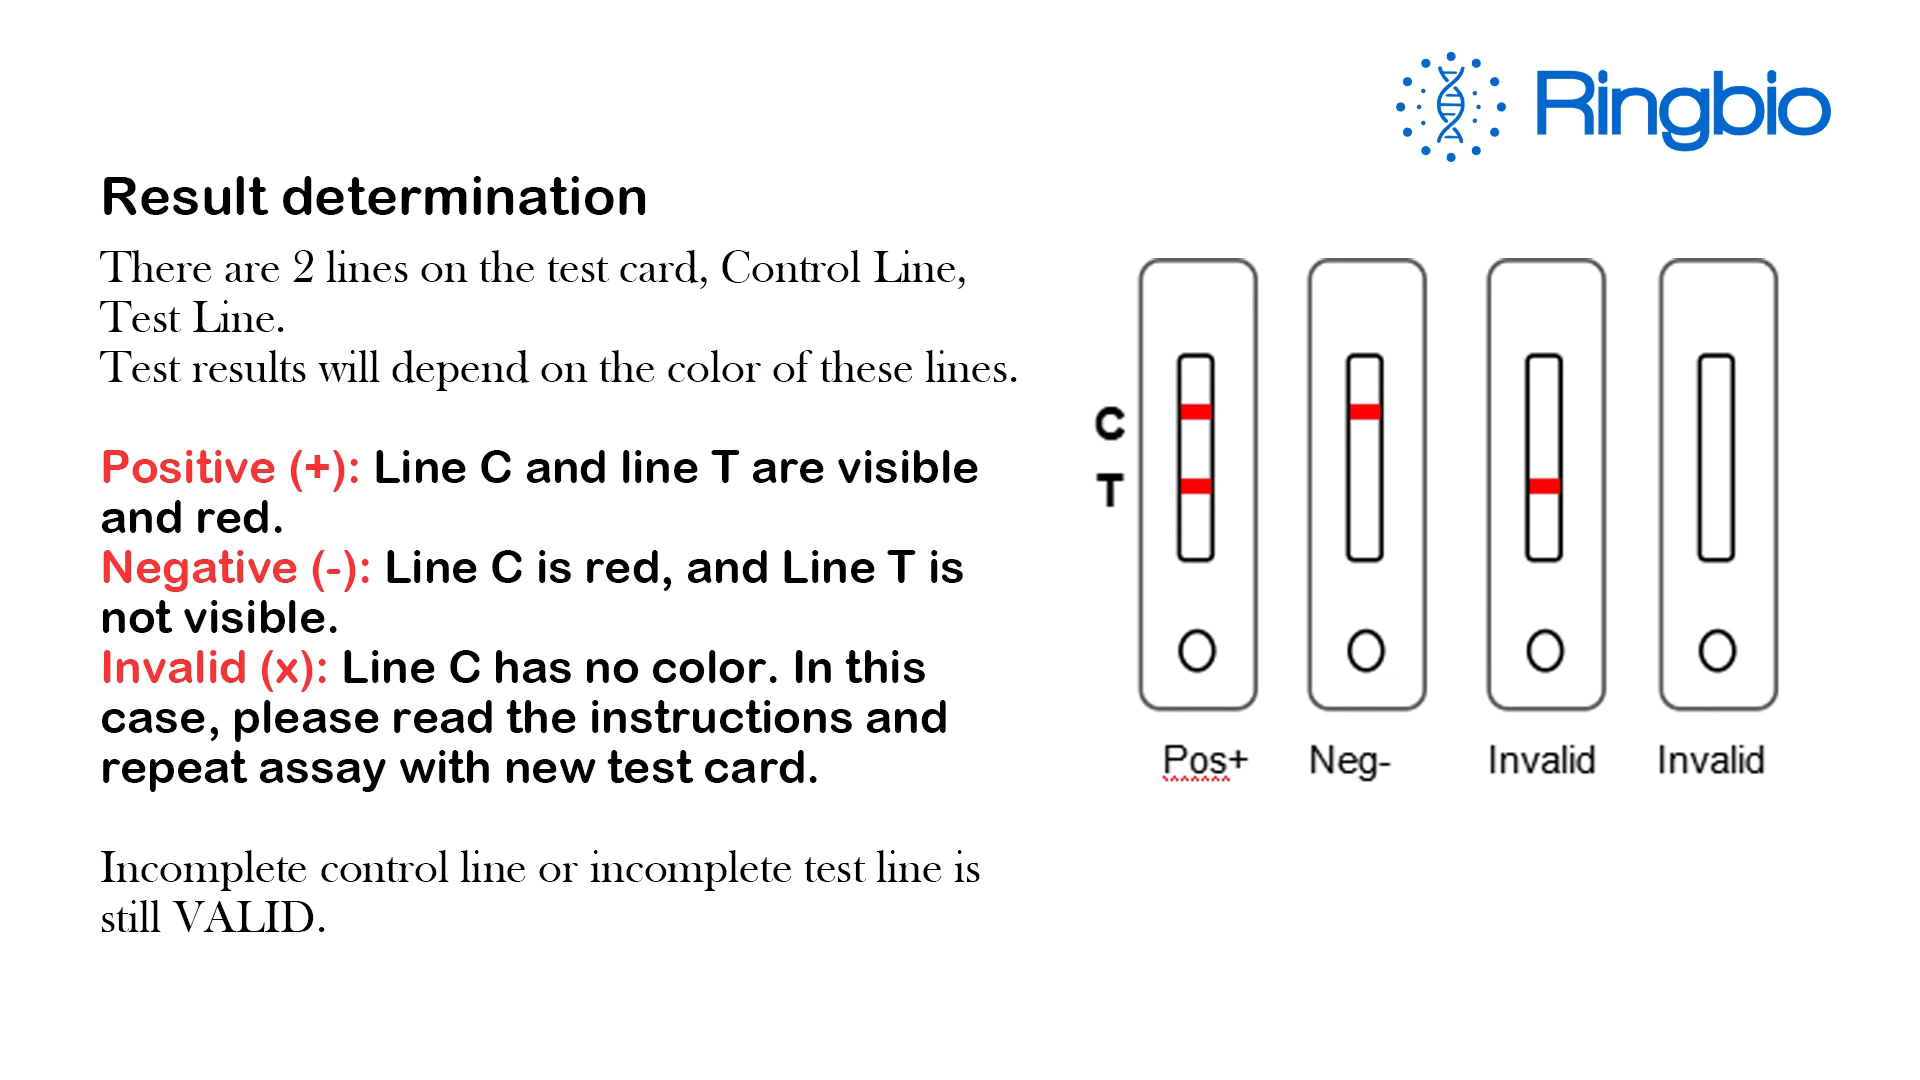 Ringbio
Result determination
There are 2 lines on the test card, Control Line,
Test Line.
Test results will depend on the color of these lines.
Positive (+): Line C and line T are visible
and red.
Negative (-): Line C is red, and Line T is
not visible.
Invalid (x): Line C has no color. In this
case, please read the instructions and
repeat assay with new test card.
Incomplete control line or incomplete test line is
still VALID.
C
T
Pos+ Neg- Invalid Invalid